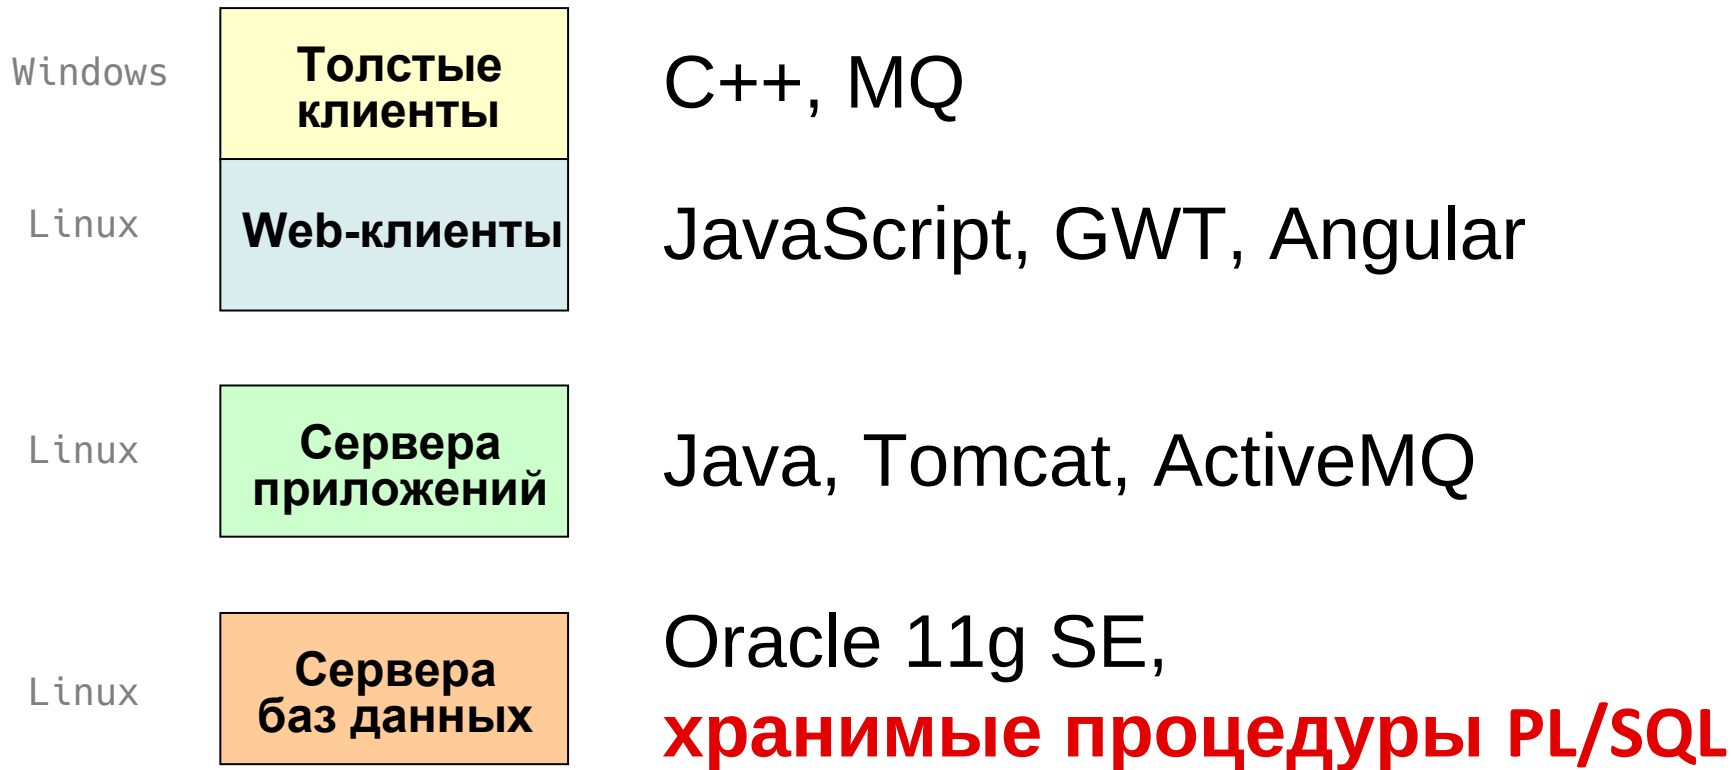 Windows
Толстые
клиенты
C++, MQ
Linux
Web-клиенты
JavaScript, GWT, Angular
Linux
Сервера
приложений
Java, Tomcat, ActiveMQ
Linux
Сервера
баз данных
Oracle 11g SE,
хранимые процедуры PL/SQL